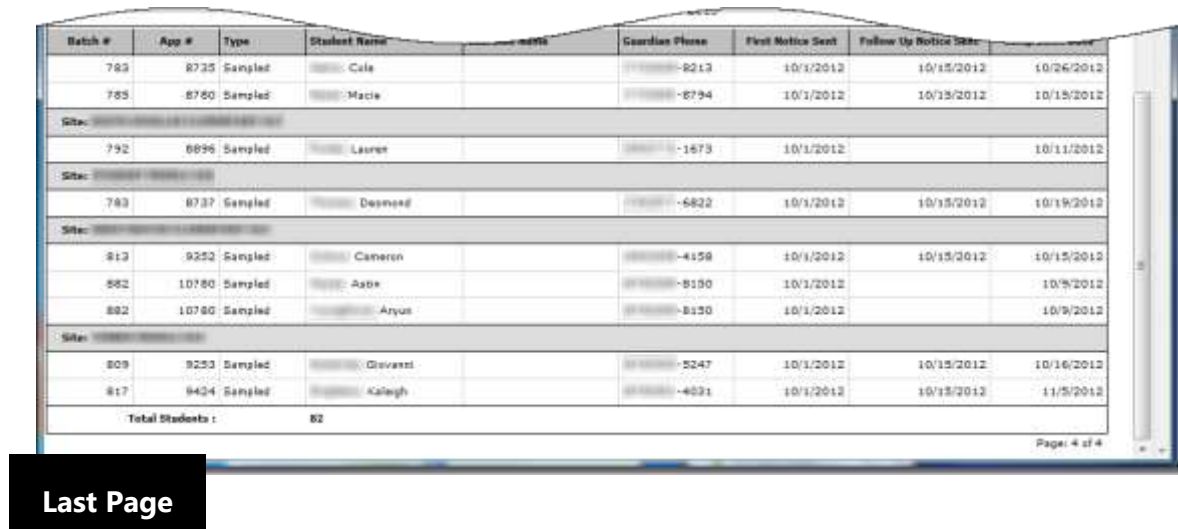 Batch # App # Type Student Name Name Guardian Phone First Notice Sent Follow Up Notice Sent
783 8735 Sampled Cole -8213 10/1/2012 10/15/2012 10/26/2012
785 8760 Sampled Macie -8794 10/1/2012 10/15/2012 10/15/2012
Site:
792 8896 Sampled Lauren -1673 10/1/2012 10/11/2012
Site:
783 8737 Sampled Desmond -6822 10/1/2012 10/15/2012 10/19/2012
Site:
813 9352 Sampled Cameron -4158 10/1/2012 10/15/2012 10/15/2012
882 10780 Sampled -8150 10/1/2012 10/9/2012
882 10780 Sampled -8150 10/1/2012 10/9/2012
Site:
809 9253 Sampled Giovanni -5247 10/1/2012 10/15/2012 10/16/2012
817 9424 Sampled Kaleigh -4031 10/1/2012 10/15/2012 11/5/2012
Total Students : 82
Page: 4 of 4
Last Page